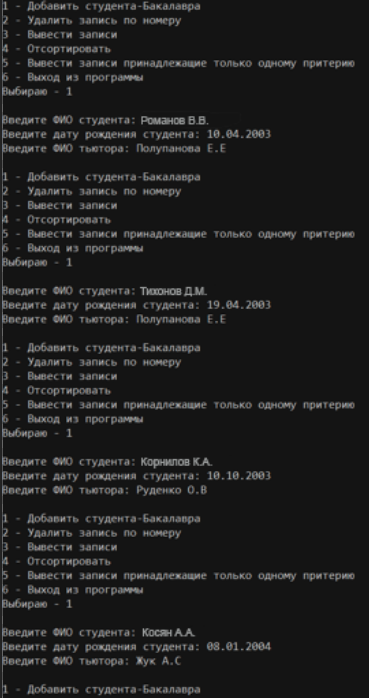 1 - Добавить студента-Бакалавра
2 - Удалить запись по номеру
3 - Вывести записи
4 - Отсортировать
5 - Вывести записи принадлежащие только одному притерию
6 - Выход из программы
Выбираю - 1
Введите ФИО студента: Романов В.В.
Введите дату рождения студента: 10.04.2003
Введите ФИО тьютора: Полупанова Е.Е
1 - Добавить студента-Бакалавра
2 - Удалить запись по номеру
3 - Вывести записи
4 - Отсортировать
5 - Вывести записи принадлежащие только одному притерию
6 - Выход из программы
Выбираю - 1
Введите ФИО студента: Тихонов Д.М.
Введите дату рождения студента: 19.04.2003
Введите ФИО тьютора: Полупанова Е.Е
1 - Добавить студента-Бакалавра
2 - Удалить запись по номеру
3 - Вывести записи
4 - Отсортировать
5 - Вывести записи принадлежащие только одному притерию
6 - Выход из программы
Выбираю - 1
Введите ФИО студента: Корнилов К.А.
Введите дату рождения студента: 10.10.2003
Введите ФИО тьютора: Руденко О.В
1 - Добавить студента-Бакалавра
2 - Удалить запись по номеру
3 - Вывести записи
4 - Отсортировать
5 - Вывести записи принадлежащие только одному притерию
6 - Выход из программы
Выбираю - 1
Введите ФИО студента: Косян А.А.
Введите дату рождения студента: 08.01.2004
Введите ФИО тьютора: Жук А.С
1 - Добавить студента-Бакалавра